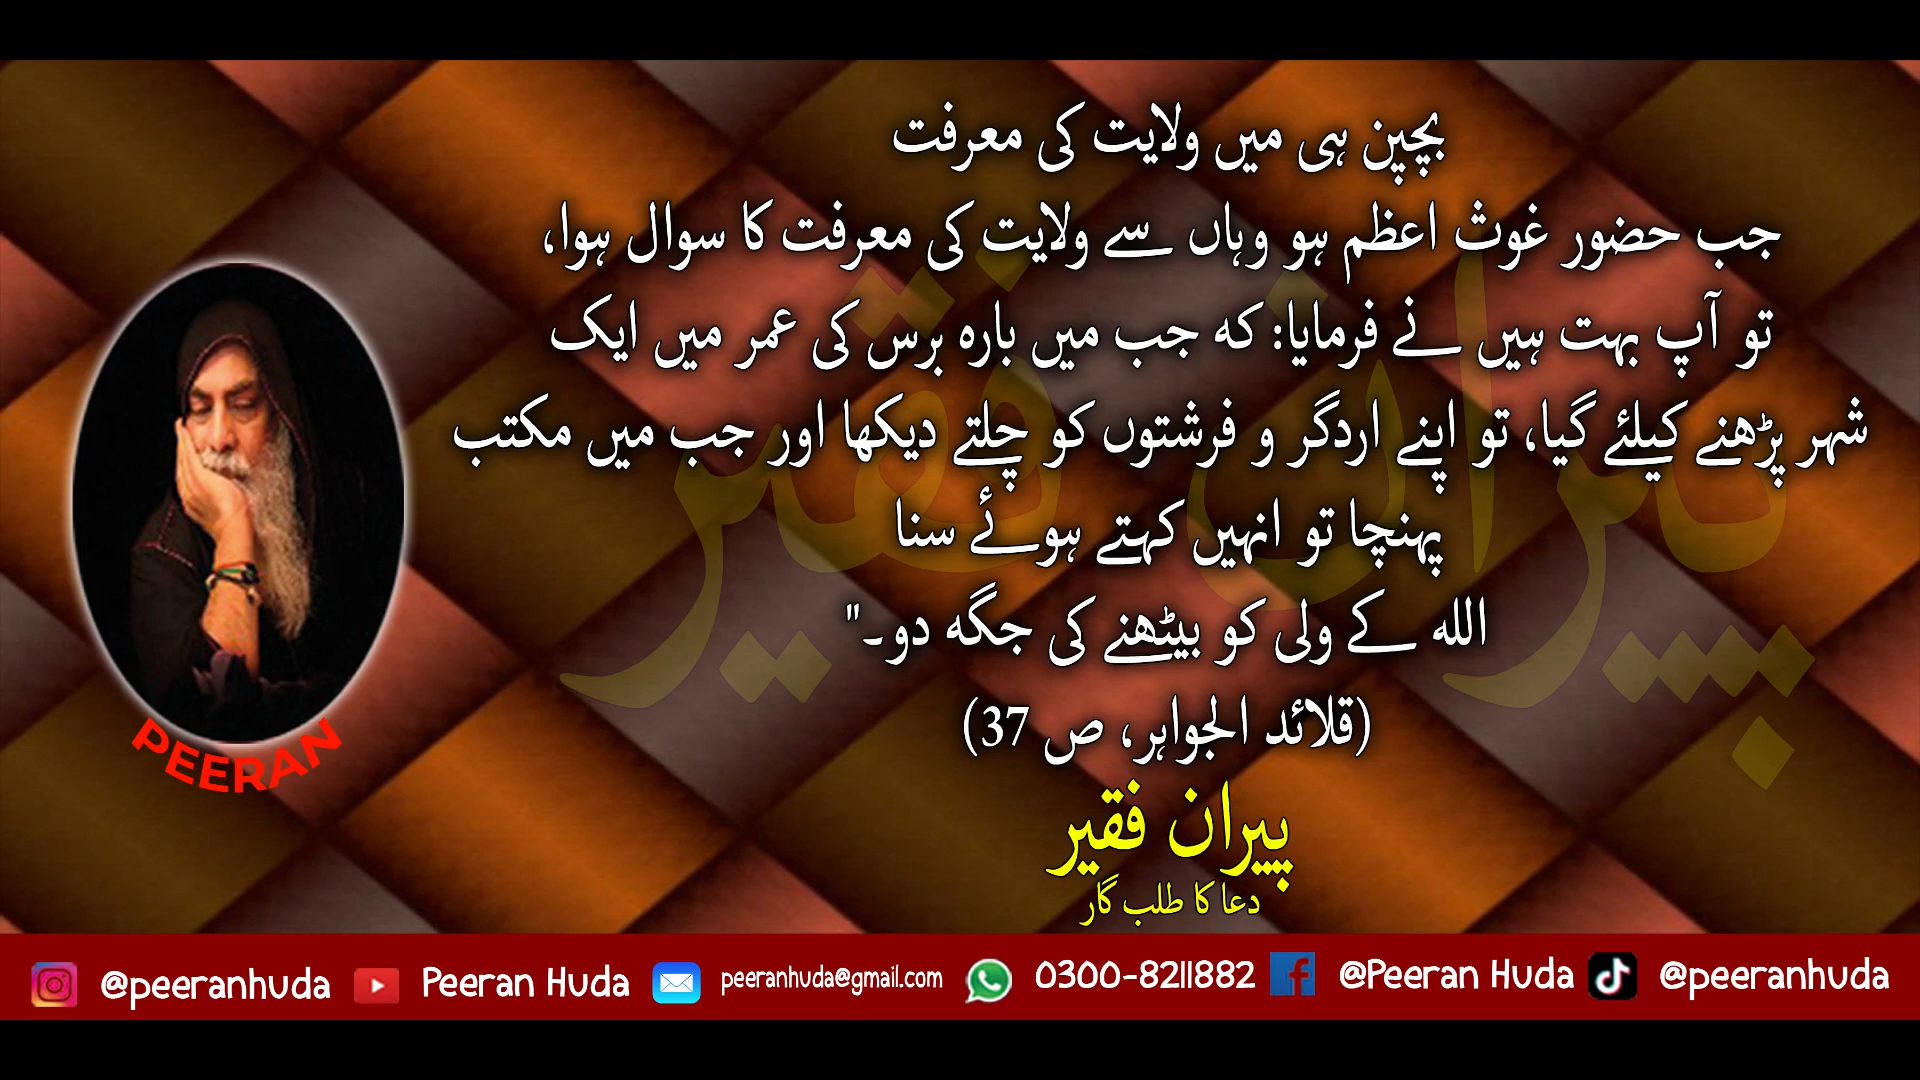 بچپن ہی میں ولایت کی معرفت
جب حضور غوث اعظم ہو وہاں سے ولایت کی معرفت کا سوال ہوا،
تو آپ بہت ہیں نے فرمایا: کہ جب میں بارہ برس کی عمر میں ایک
شہر پڑھنے کیلئے گیا، تو اپنے اردگر و فرشتوں کو چلتے دیکھا اور جب میں مکتب
پہنچا تو انہیں کہتے ہوئے سنا
اللہ کے ولی کو بیٹھنے کی جگہ دو۔"
(قلائد الجواہر، ص 37)
پیران فقیر
دعا کا طلب گار
پیران فقیر
PEERAN
@peeranhuda
Peeran Huda
peeranhuda@gmail.com
0300-8211882
@Peeran Huda
@peeranhuda